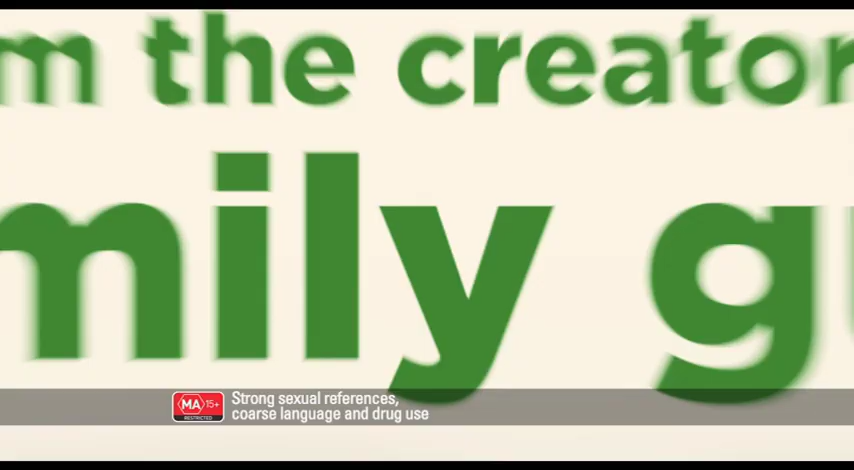 m the creator
mily g
MA 15+ Strong sexual references,
RESTRICTED coarse language and drug use